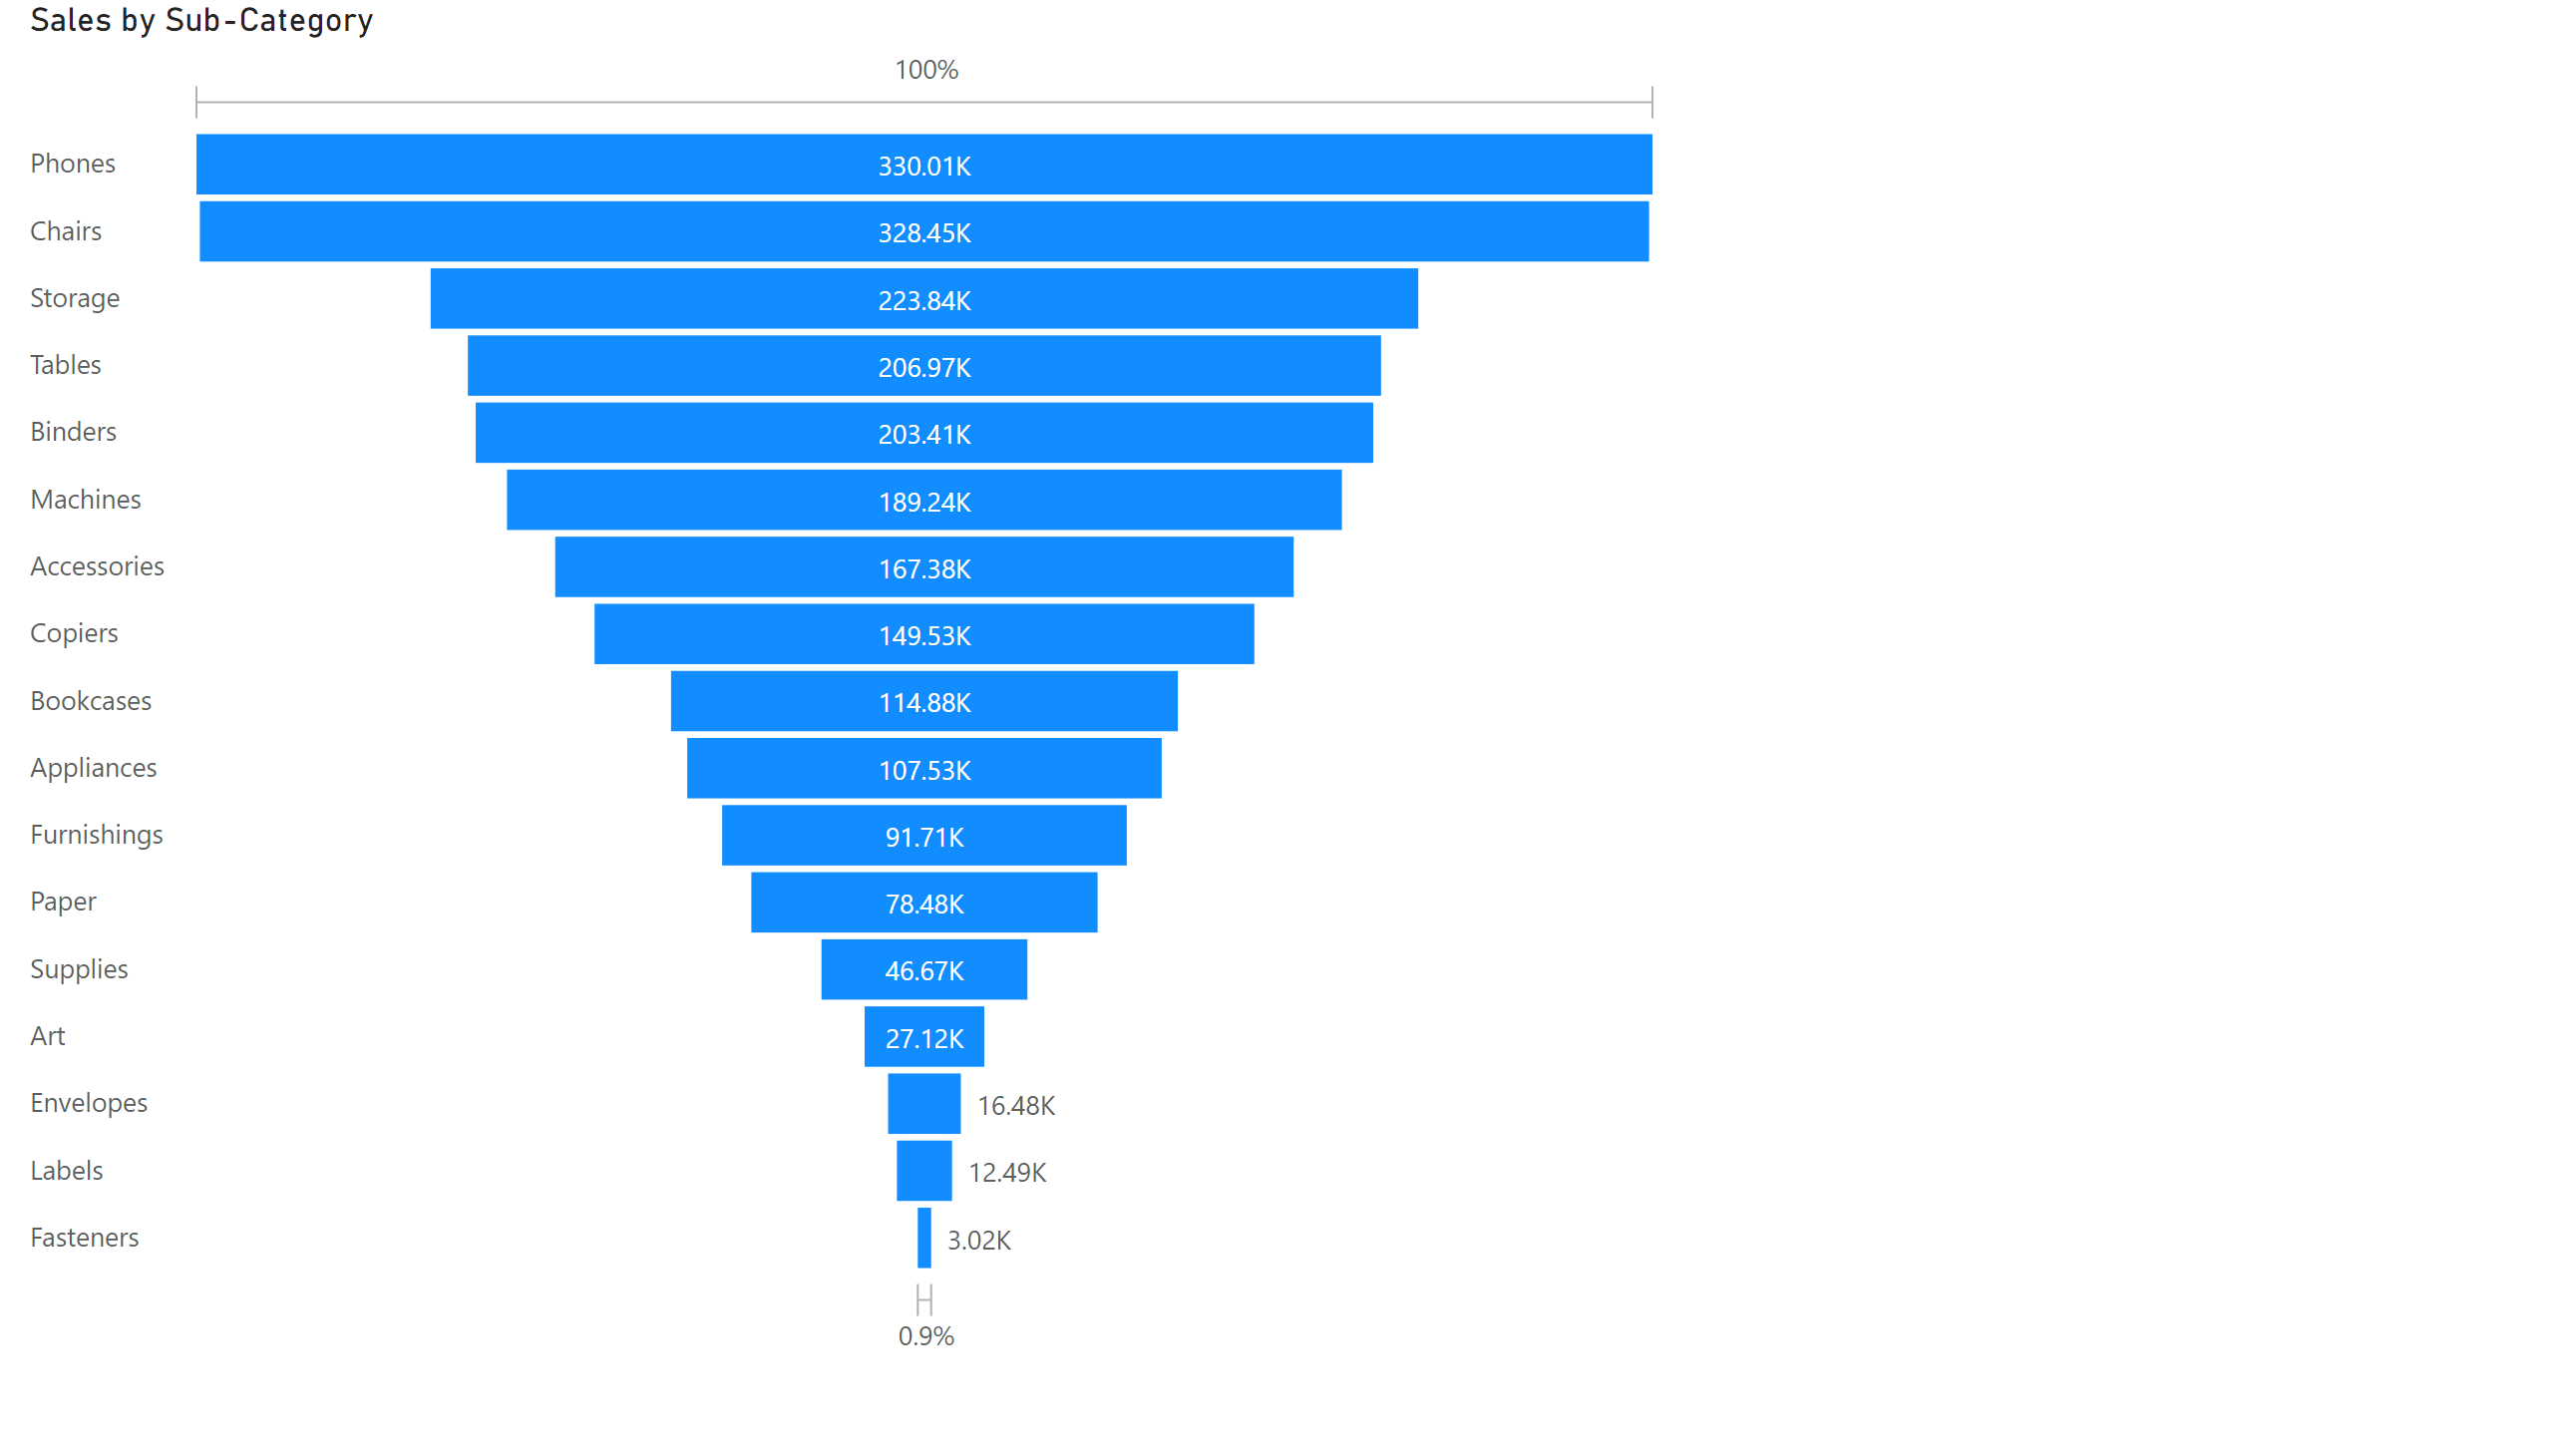 Sales by Sub-Category
100%
Phones 330.01K
Chairs 328.45K
Storage 223.84K
Tables 206.97K
Binders 203.41K
Machines 189.24K
Accessories 167.38K
Copiers 149.53K
Bookcases 114.88K
Appliances 107.53K
Furnishings 91.71K
Paper 78.48K
Supplies 46.67K
Art 27.12K
Envelopes 16.48K
Labels 12.49K
Fasteners 3.02K
0.9%